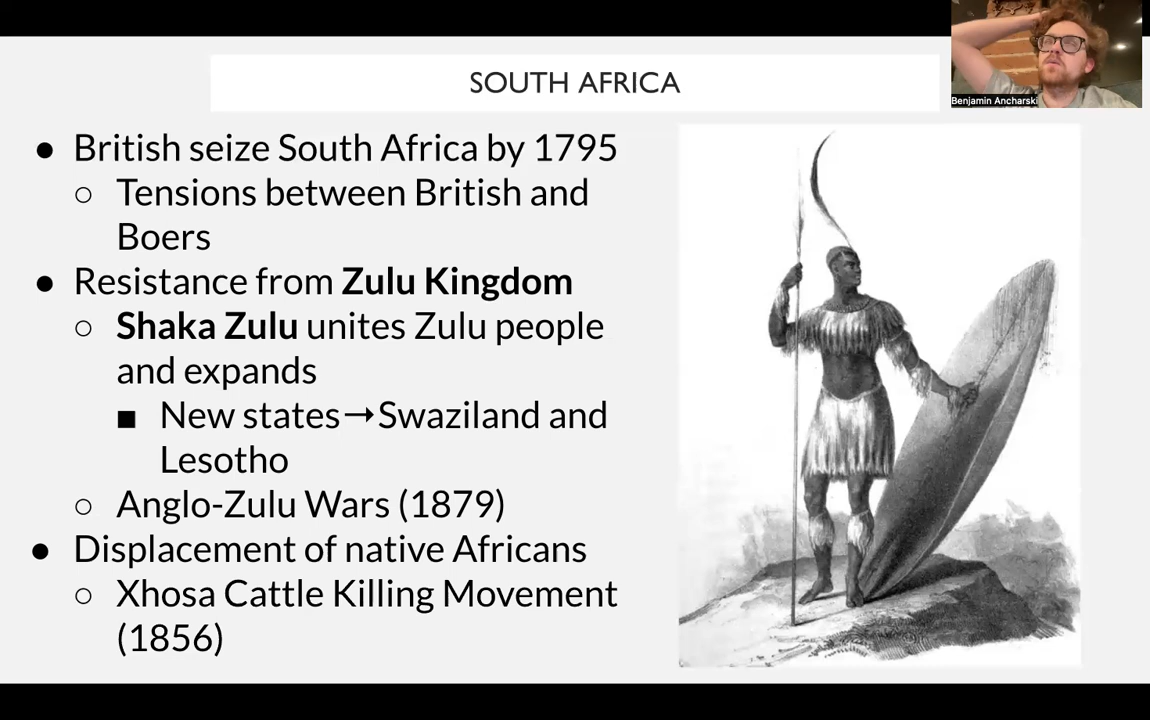 SOUTH AFRICA
Benjamin Ancharski
● British seize South Africa by 1795
○ Tensions between British and
Boers
● Resistance from Zulu Kingdom
○ Shaka Zulu unites Zulu people
and expands
■ New states→Swaziland and
Lesotho
○ Anglo-Zulu Wars (1879)
● Displacement of native Africans
○ Xhosa Cattle Killing Movement
(1856)